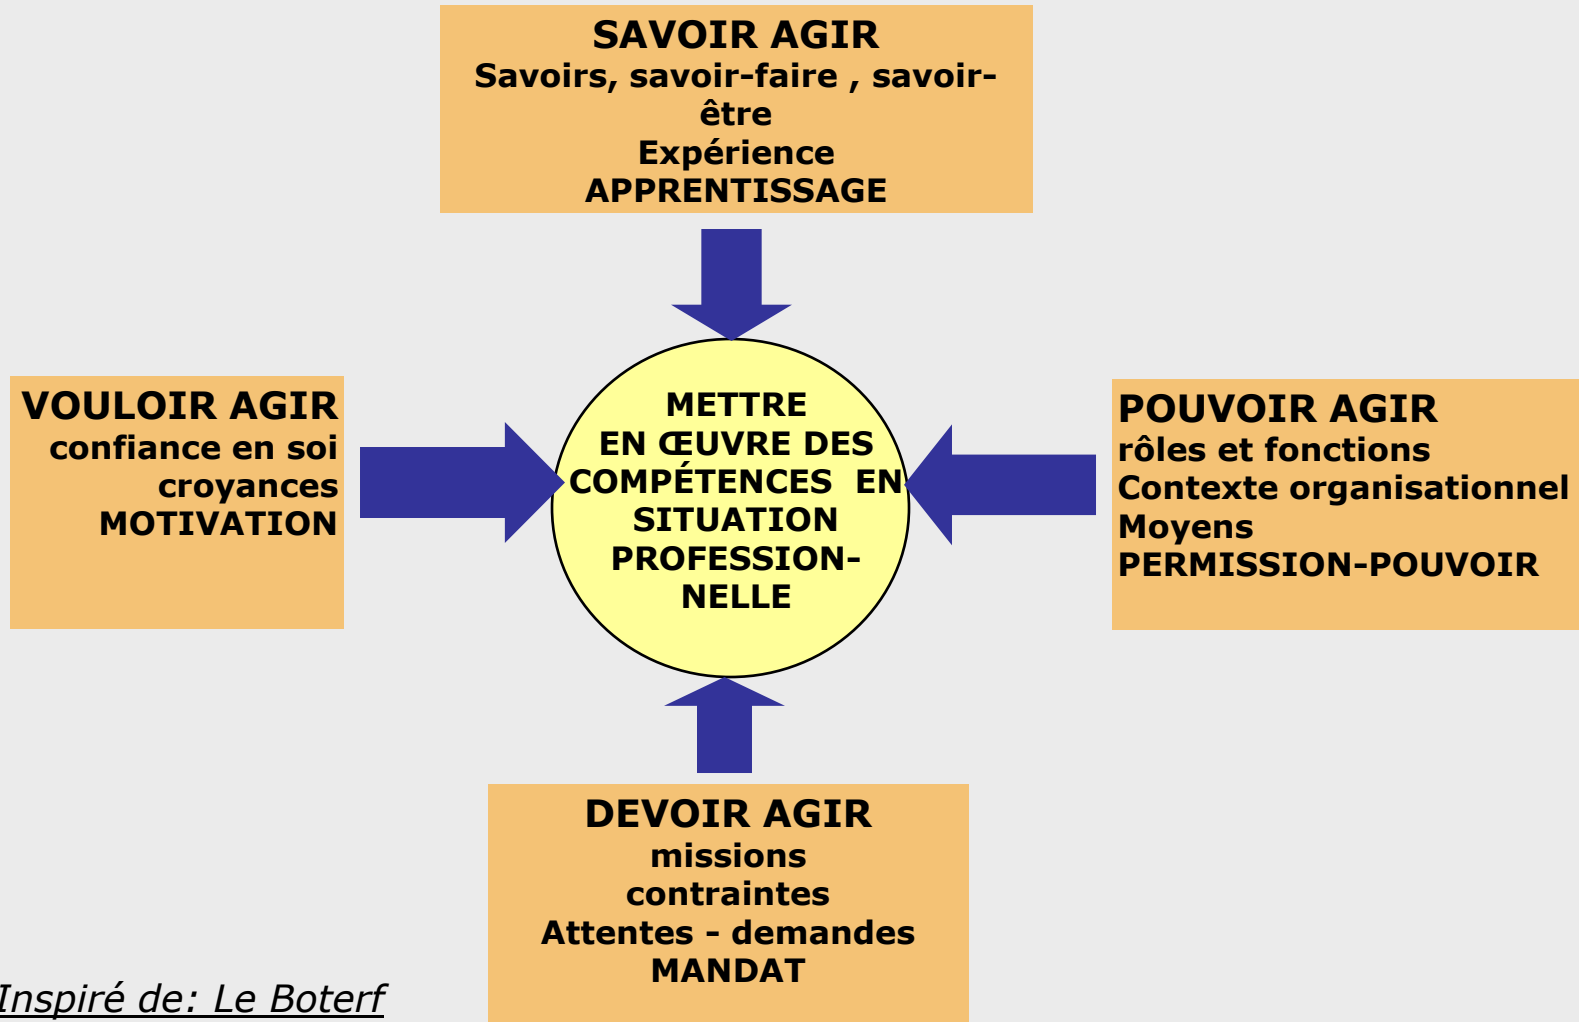 SAVOIR AGIR
Savoirs, savoir-faire , savoir-
être
Expérience
APPRENTISSAGE
VOULOIR AGIR
confiance en soi
croyances
MOTIVATION
METTRE
EN ŒUVRE DES
COMPÉTENCES EN
SITUATION
PROFESSION-
NELLE
POUVOIR AGIR
rôles et fonctions
Contexte organisationnel
Moyens
PERMISSION-POUVOIR
DEVOIR AGIR
missions
contraintes
Attentes - demandes
MANDAT
Inspiré de: Le Boterf